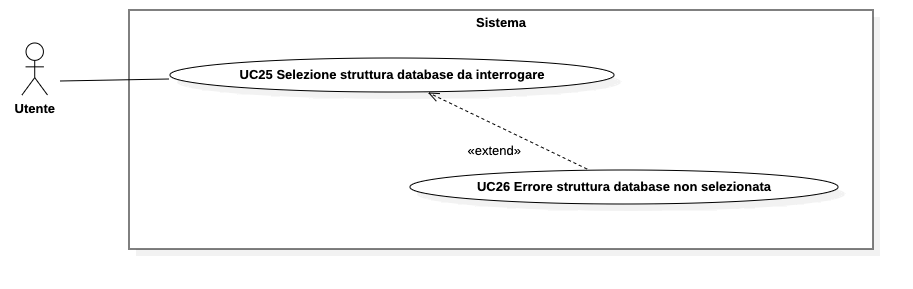 Sistema
UC25 Selezione struttura database da interrogare
Utente
«extend»
UC26 Errore struttura database non selezionata